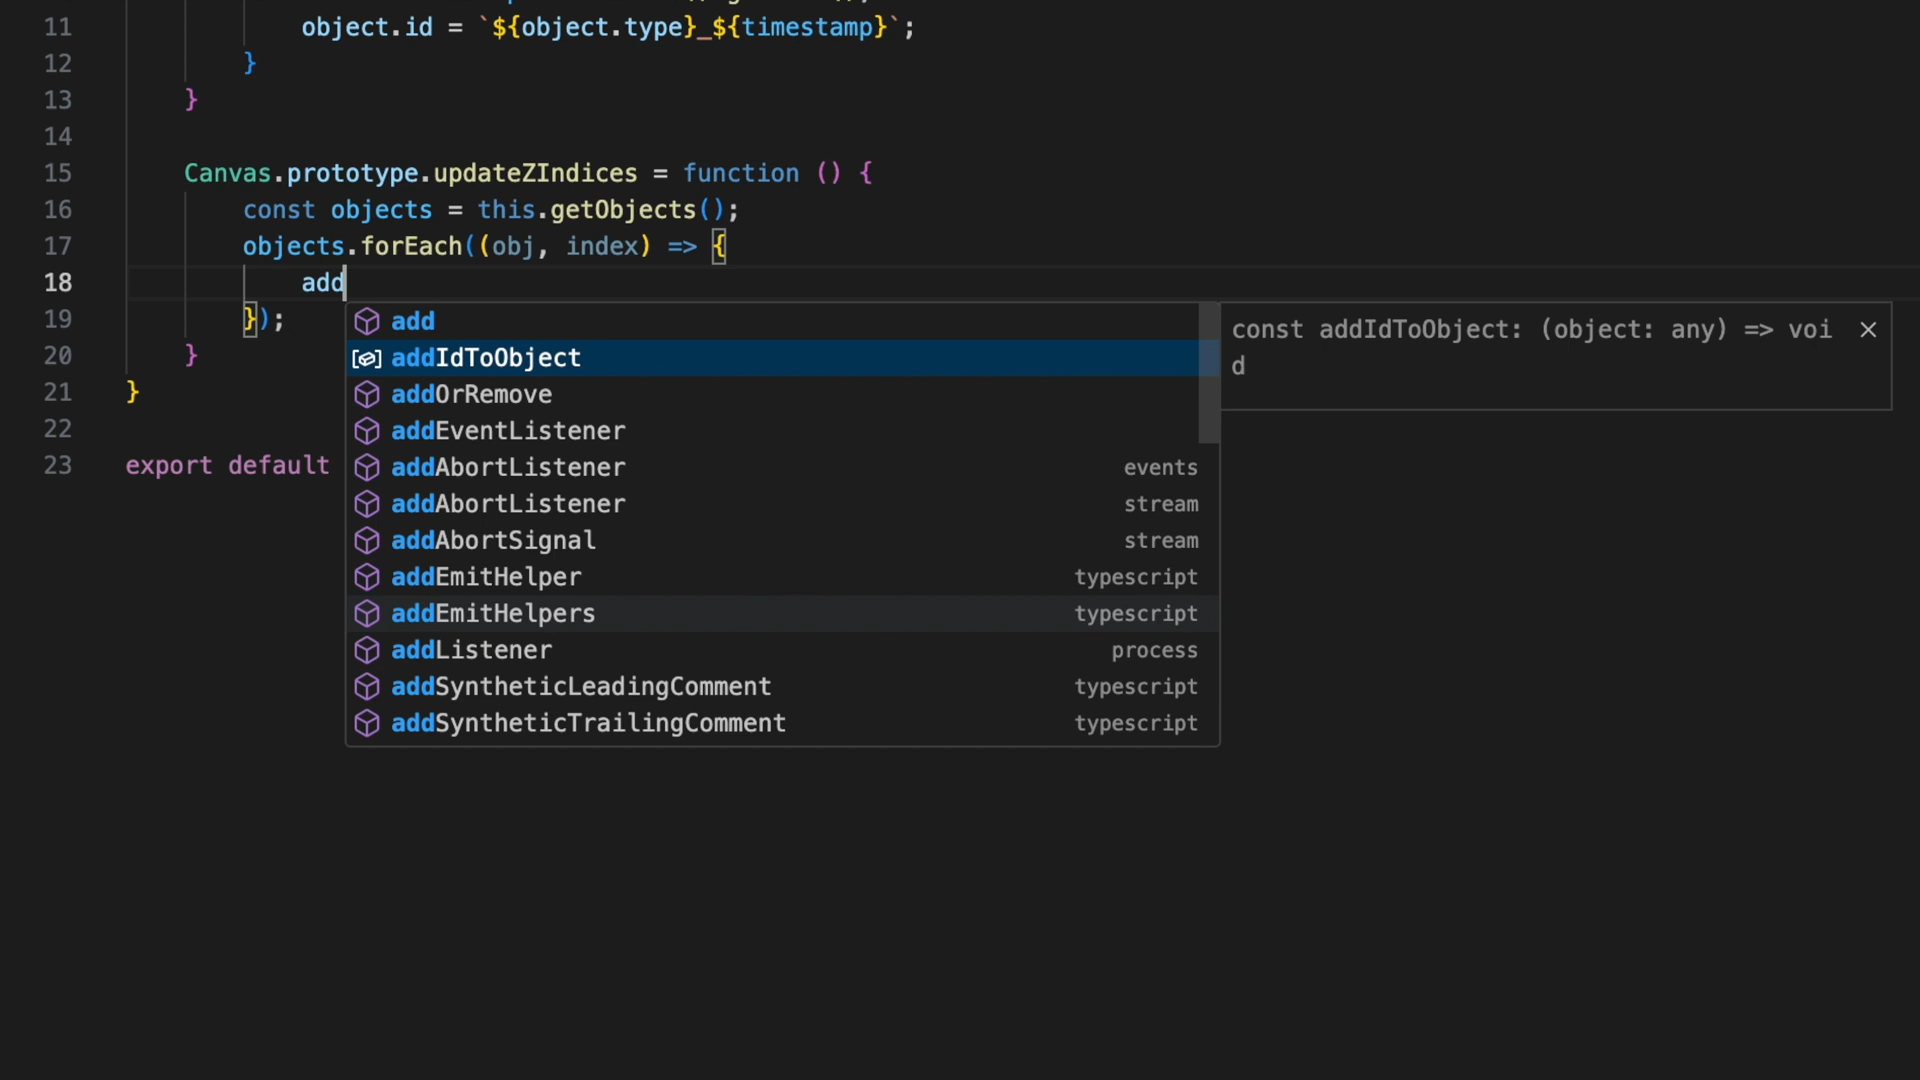 11 object.id = `${object.type}_${timestamp}`;
12 }
13 }
14
15 Canvas.prototype.updateZIndices = function () {
16 const objects = this.getObjects();
17 objects.forEach((obj, index) => {
18 add
19 });
20 }
21 }
22
23 export default
add
addIdToObject
addOrRemove
addEventListener
addAbortListener events
addAbortListener stream
addAbortSignal stream
addEmitHelper typescript
addEmitHelpers typescript
addListener process
addSyntheticLeadingComment typescript
addSyntheticTrailingComment typescript
const addIdToObject: (object: any) => voi
d